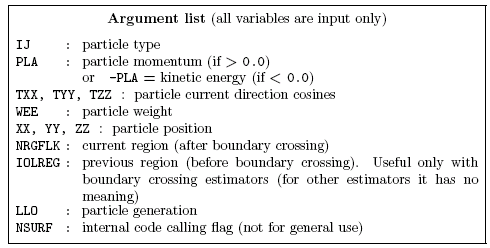 Argument list (all variables are input only)
IJ : particle type
PLA : particle momentum (if > 0.0)
or -PLA = kinetic energy (if < 0.0)
TXX, TYY, TZZ : particle current direction cosines
WEE : particle weight
XX, YY, ZZ : particle position
NRGFLK : current region (after boundary crossing)
IOLREG : previous region (before boundary crossing). Useful only with
boundary crossing estimators (for other estimators it has no
meaning)
LLO : particle generation
NSURF : internal code calling flag (not for general use)